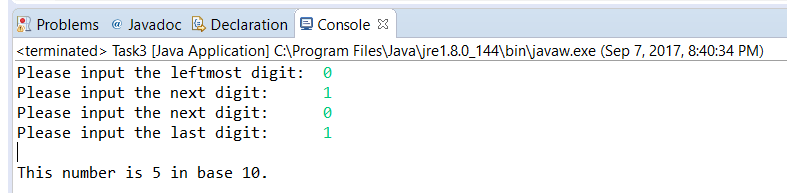 Problems @ Javadoc Declaration Console
<terminated> Task3 [Java Application] C:\Program Files\Java\jre1.8.0_144\bin\javaw.exe (Sep 7, 2017, 8:40:34 PM)
Please input the leftmost digit: 0
Please input the next digit: 1
Please input the next digit: 0
Please input the last digit: 1
This number is 5 in base 10.